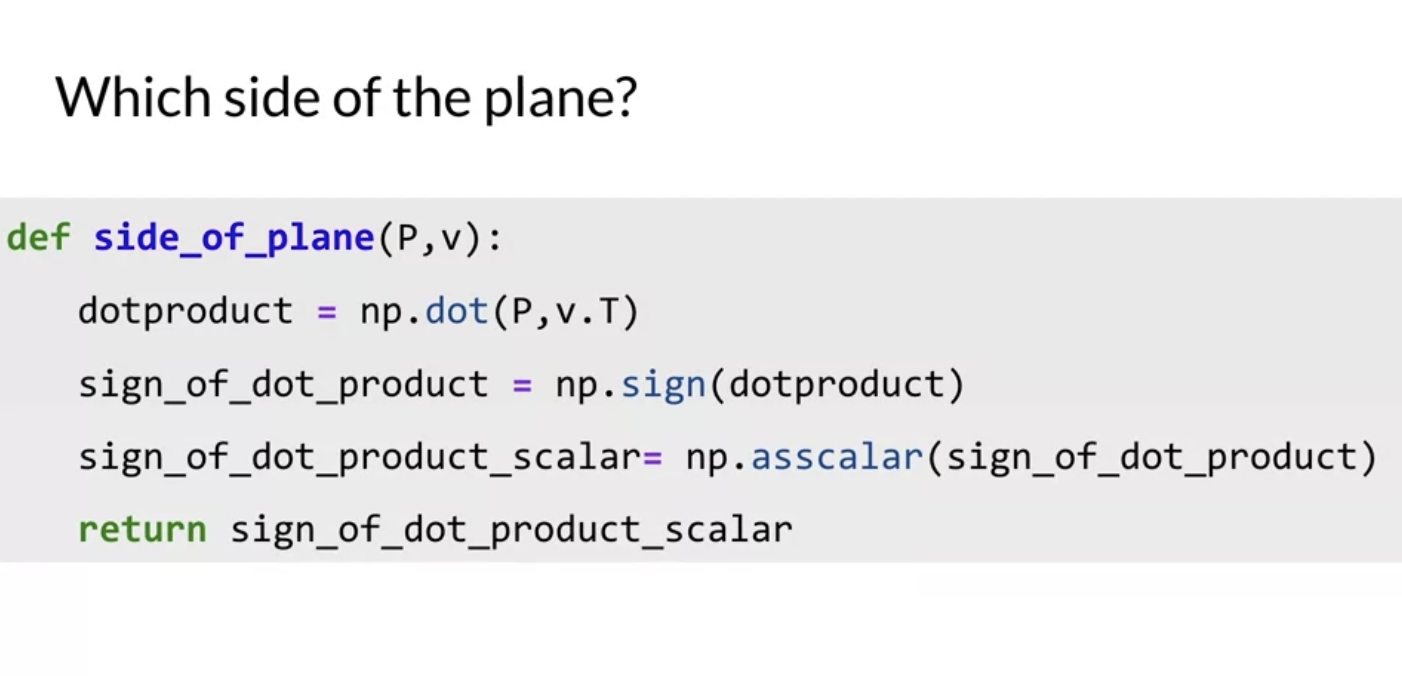 Which side of the plane?
def side_of_plane(P,v):
dotproduct = np.dot(P,v.T)
sign_of_dot_product = np.sign(dotproduct)
sign_of_dot_product_scalar= np.asscalar(sign_of_dot_product)
return sign_of_dot_product_scalar